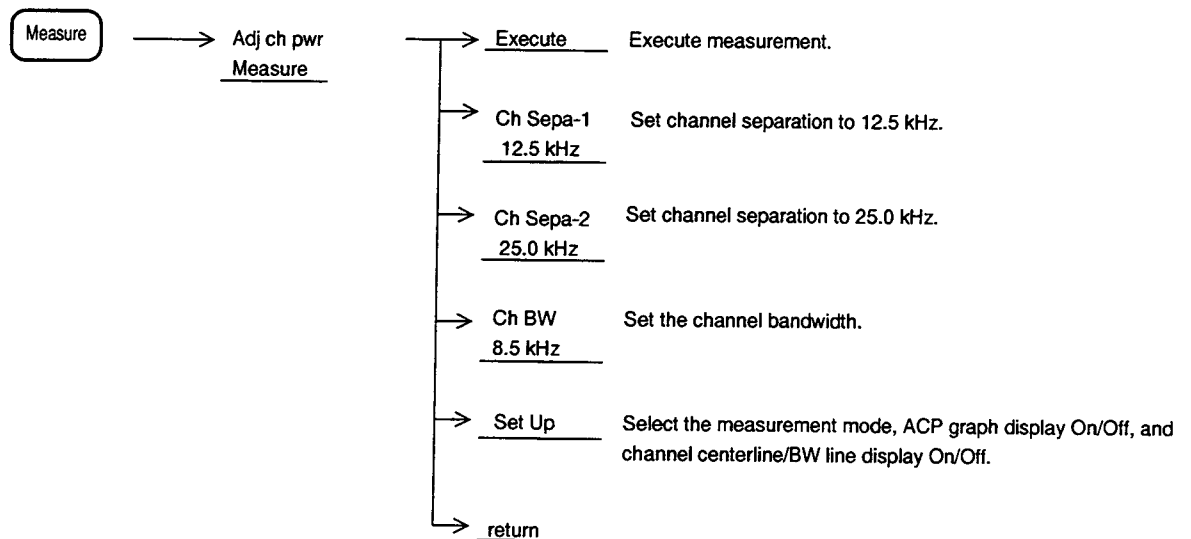 Measure
Adj ch pwr
Measure
Execute
Execute measurement.
Ch Sepa-1
12.5 kHz
Set channel separation to 12.5 kHz.
Ch Sepa-2
25.0 kHz
Set channel separation to 25.0 kHz.
Ch BW
8.5 kHz
Set the channel bandwidth.
Set Up
Select the measurement mode, ACP graph display On/Off, and
channel centerline/BW line display On/Off.
return